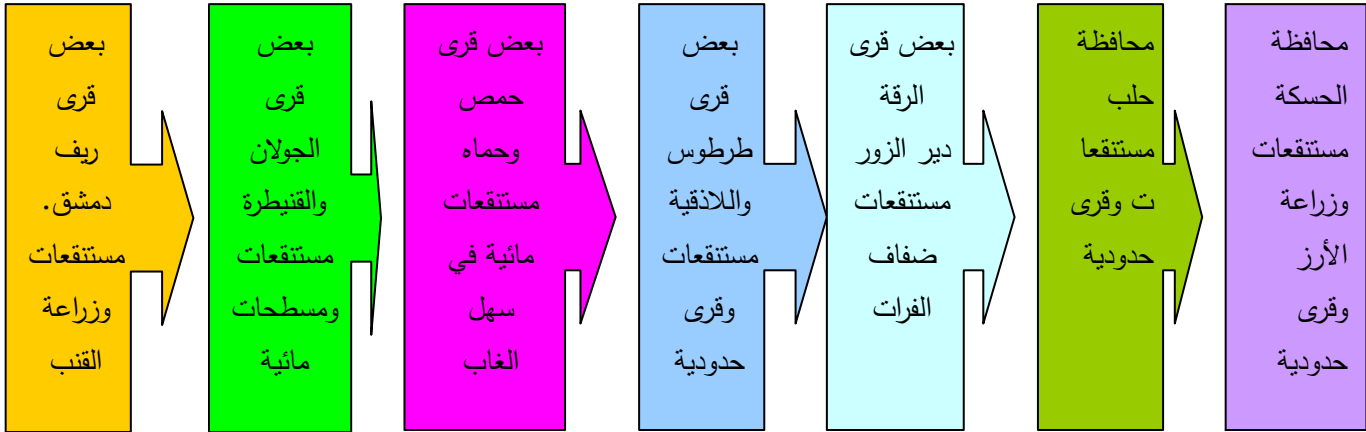 محافظة
الحسكة
مستنقعات
وزراعة
الأرز
وقرى
حدودية
محافظة
حلب
مستنقعا
ت وقرى
حدودية
بعض قرى
الرقة
دير الزور
مستنقعات
ضفاف
الفرات
بعض
قرى
طرطوس
واللاذقية
مستنقعات
وقرى
حدودية
بعض قرى
حمص
وحماه
مستنقعات
مائية في
سهل
الغاب
بعض
قرى
الجولان
والقنيطرة
مستنقعات
ومسطحات
مائية
بعض
قرى
ريف
دمشق.
مستنقعات
وزراعة
القنب